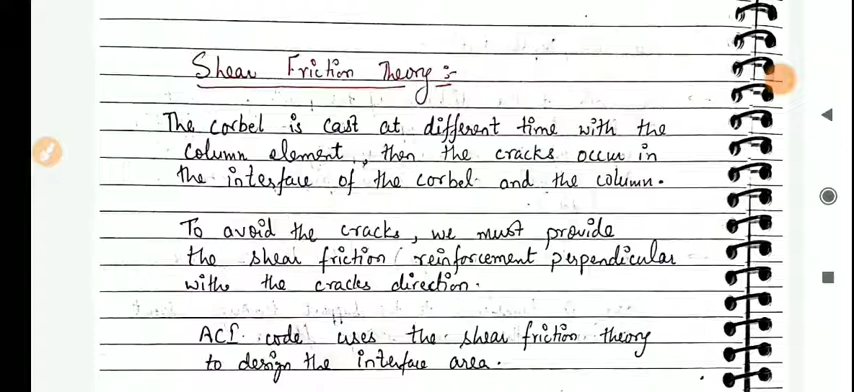 Shear Friction Theory :-
The corbel is cast at different time with the
column element, then the cracks occur in
the interface of the corbel and the column.
To avoid the cracks, we must provide
the shear friction reinforcement perpendicular
with the cracks direction.
ACI code uses the shear friction theory
to design the interface area.